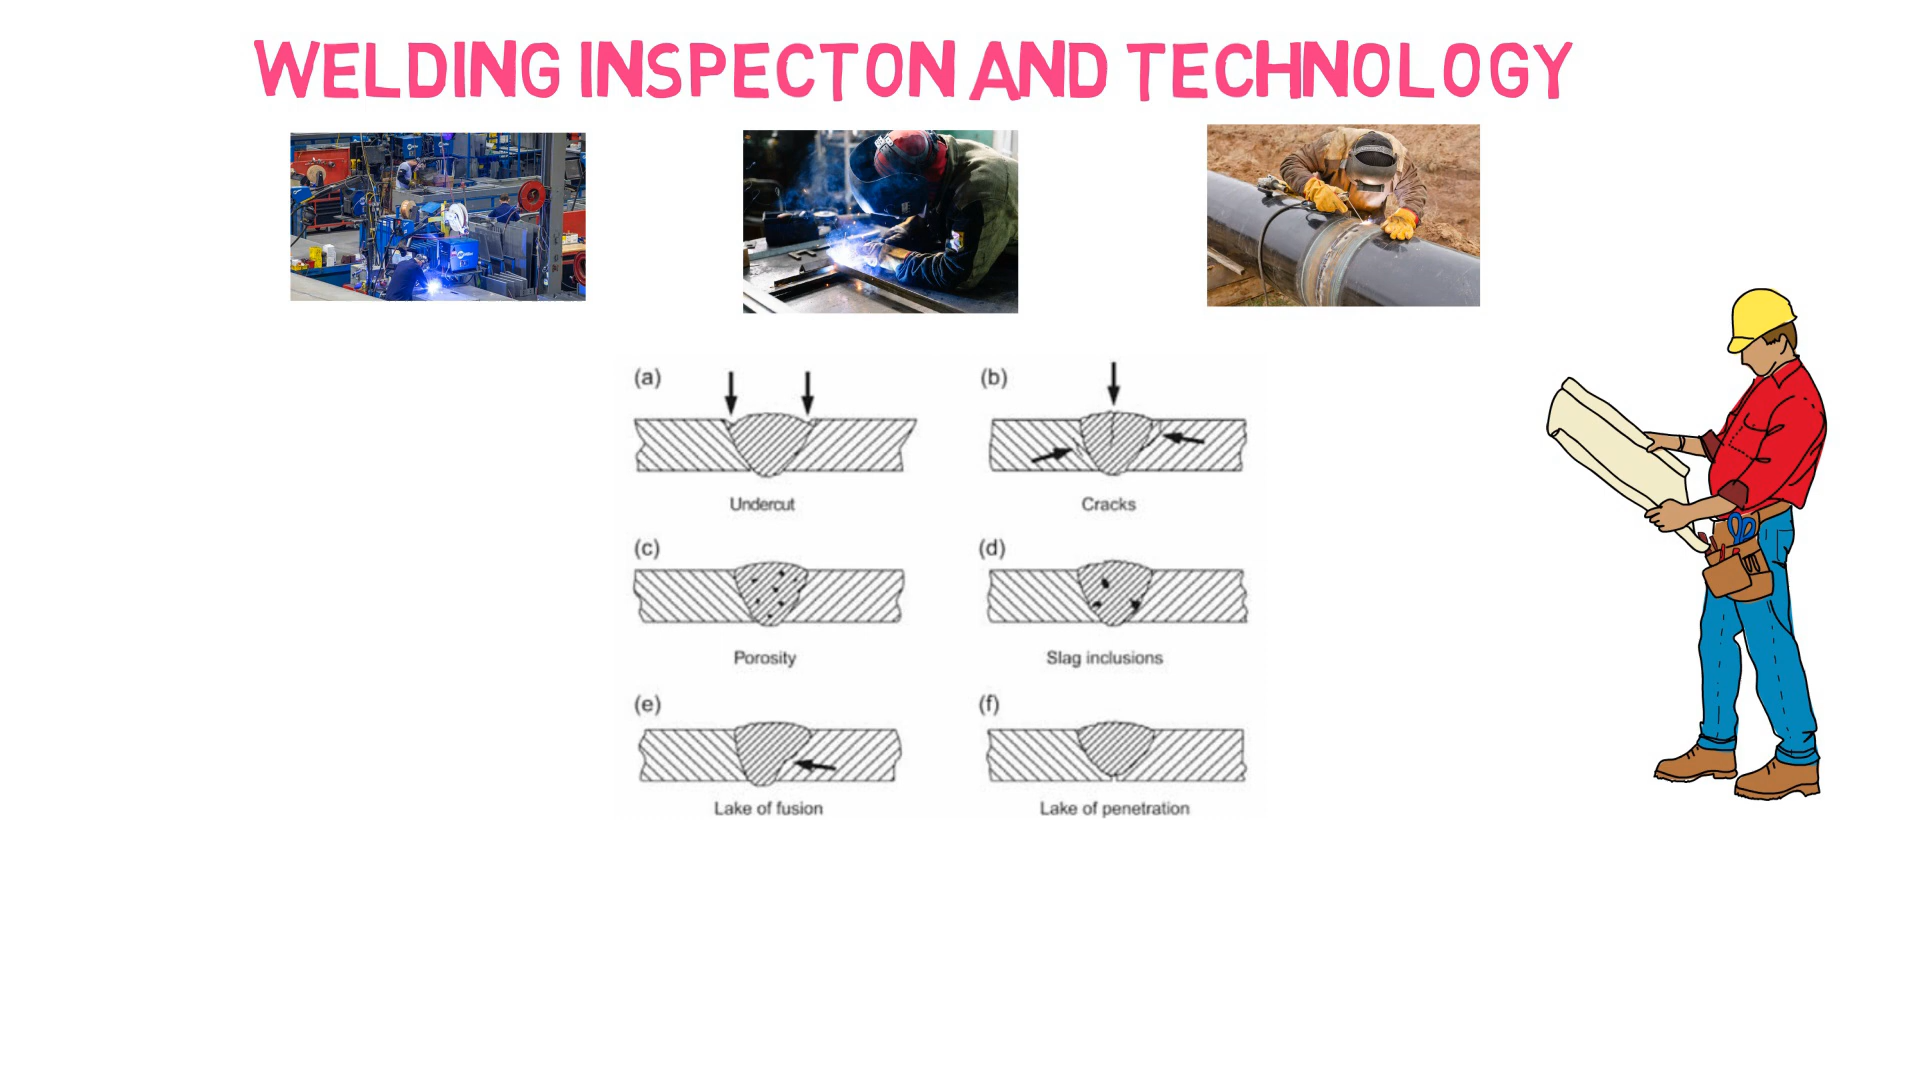 WELDING INSPECTON AND TECHNOLOGY
(a)
(b)
Undercut
Cracks
(c)
(d)
Porosity
Slag inclusions
(e)
(f)
Lake of fusion
Lake of penetration